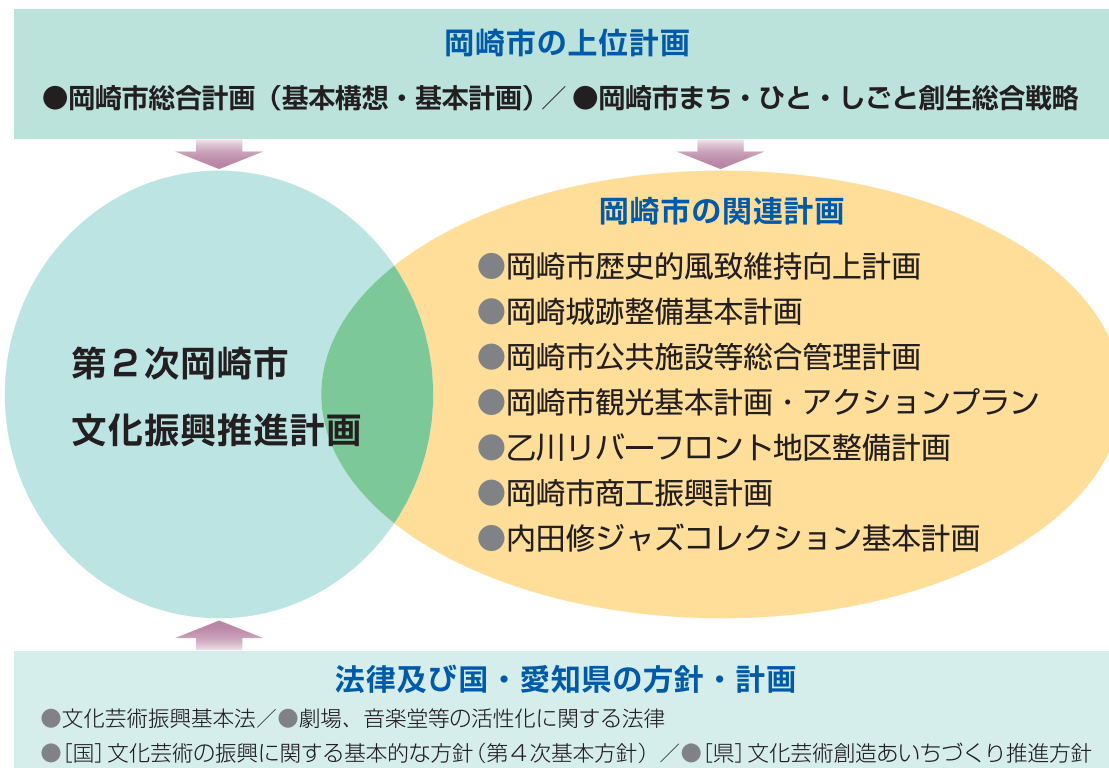 岡崎市の上位計画
●岡崎市総合計画（基本構想・基本計画）／●岡崎市まち・ひと・しごと創生総合戦略
第２次岡崎市
文化振興推進計画
岡崎市の関連計画
●岡崎市歴史的風致維持向上計画
●岡崎城跡整備基本計画
●岡崎市公共施設等総合管理計画
●岡崎市観光基本計画・アクションプラン
●乙川リバーフロント地区整備計画
●岡崎市商工振興計画
●内田修ジャズコレクション基本計画
法律及び国・愛知県の方針・計画
●文化芸術振興基本法／●劇場、音楽堂等の活性化に関する法律
●[国]文化芸術の振興に関する基本的な方針（第４次基本方針）／●[県]文化芸術創造あいちづくり推進方針